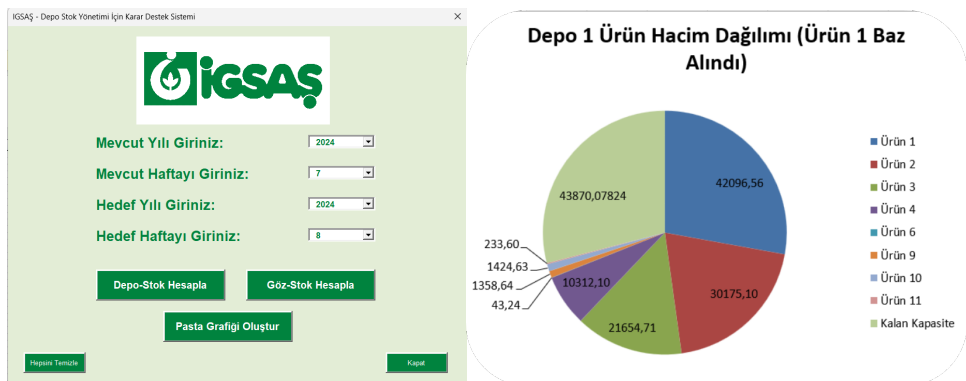 IGSAŞ - Depo Stok Yönetimi İçin Karar Destek Sistemi
İGSAŞ
Mevcut Yılı Giriniz:
2024
Mevcut Haftayı Giriniz:
7
Hedef Yılı Giriniz:
2024
Hedef Haftayı Giriniz:
8
Depo-Stok Hesapla
Göz-Stok Hesapla
Pasta Grafiği Oluştur
Hepsini Temizle
Kapat
Depo 1 Ürün Hacim Dağılımı (Ürün 1 Baz
Alındı)
42096,56
30175,10
21654,71
10312,10
43,24
1358,64
1424,63
233,60
43870,07824
Ürün 1
Ürün 2
Ürün 3
Ürün 4
Ürün 6
Ürün 9
Ürün 10
Ürün 11
Kalan Kapasite